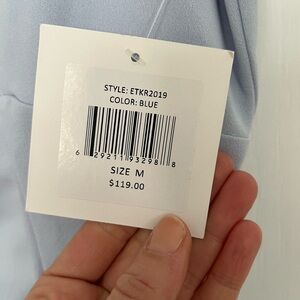 STYLE: ETKR2019
COLOR: BLUE
6 29211 93298 8
SIZE M
$119.00